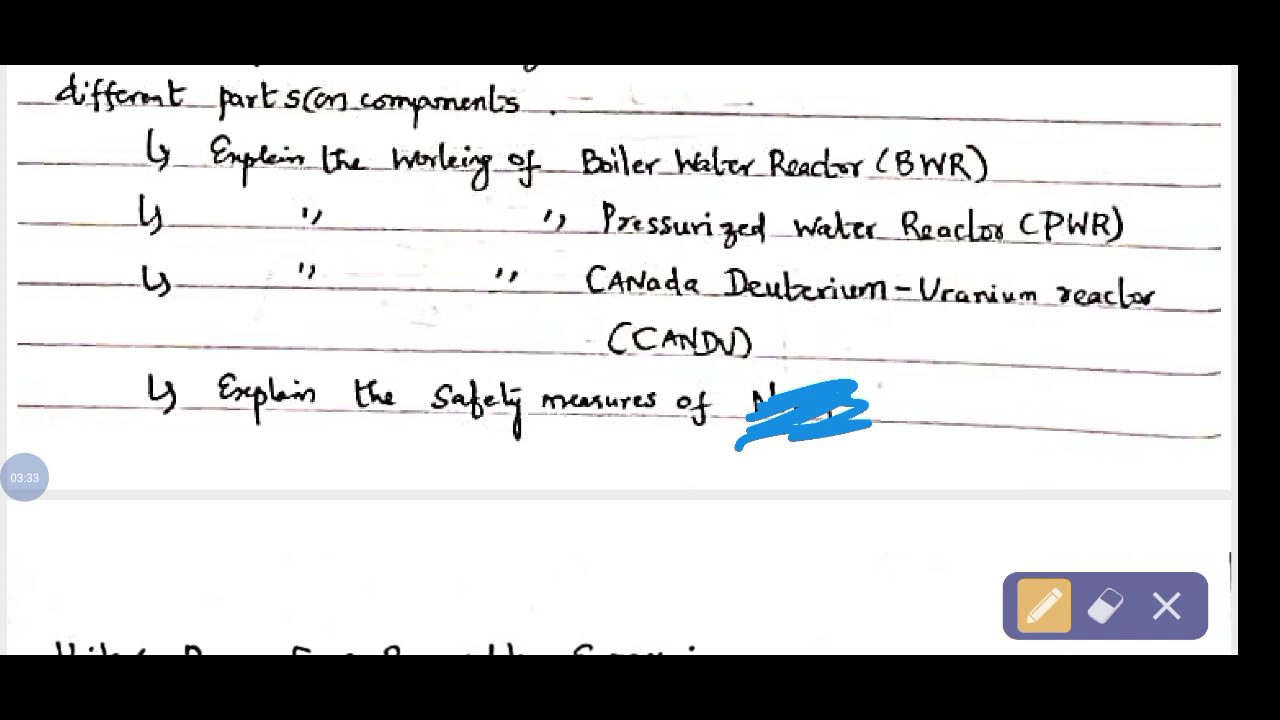 different parts(or) components.
↳ Explain the working of Boiler Water Reactor (BWR)
↳ " " Pressurized Water Reactor (PWR)
↳ " " CANada Deuterium-Uranium reactor
(CANDU)
↳ Explain the Safety measures of
03:33